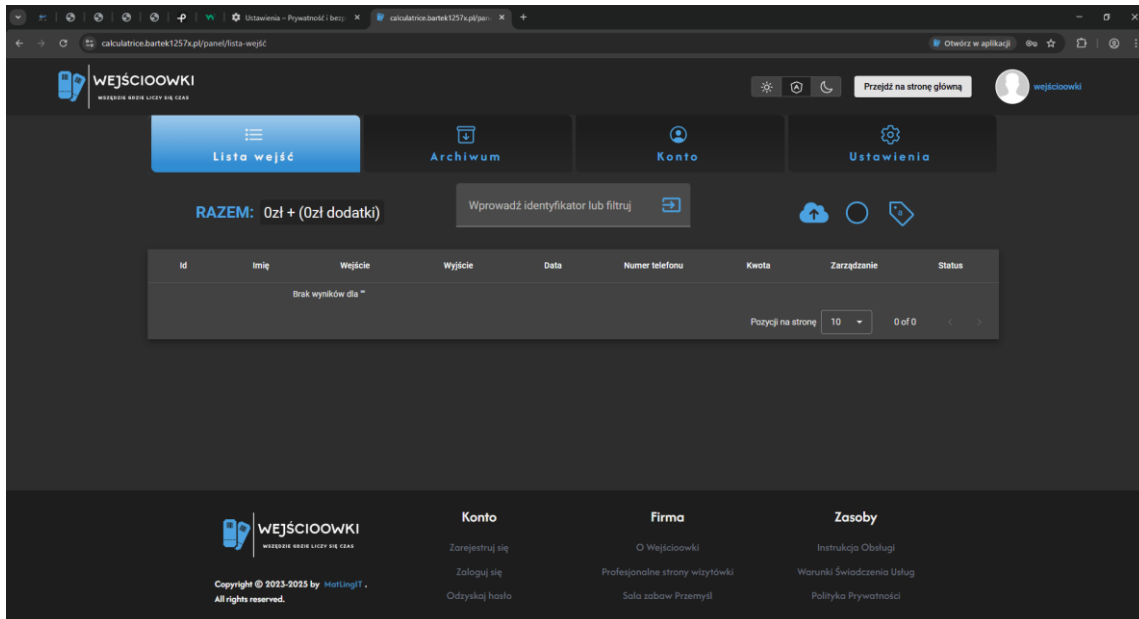 Ustawienia – Prywatność i bezp
calculatrice.bartek1257x.pl/pan
calculatrice.bartek1257x.pl/panel/lista-wejść
Otwórz w aplikacji
WEJŚCIOOWKI
WSZĘDZIE GDZIE LICZY SIĘ CZAS
Przejdź na stronę główną
wejścioowki
Lista wejść
Archiwum
Konto
Ustawienia
RAZEM: 0zł + (0zł dodatki)
Wprowadź identyfikator lub filtruj
Id Imię Wejście Wyjście Data Numer telefonu Kwota Zarządzanie Status
Brak wyników dla ""
Pozycji na stronę 10 0 of 0
WEJŚCIOOWKI
WSZĘDZIE GDZIE LICZY SIĘ CZAS
Copyright © 2023-2025 by MatLingIT .
All rights reserved.
Konto
Zarejestruj się
Zaloguj się
Odzyskaj hasło
Firma
O Wejścioowki
Profesjonalne strony wizytówki
Sala zabaw Przemyśl
Zasoby
Instrukcja Obsługi
Warunki Świadczenia Usług
Polityka Prywatności